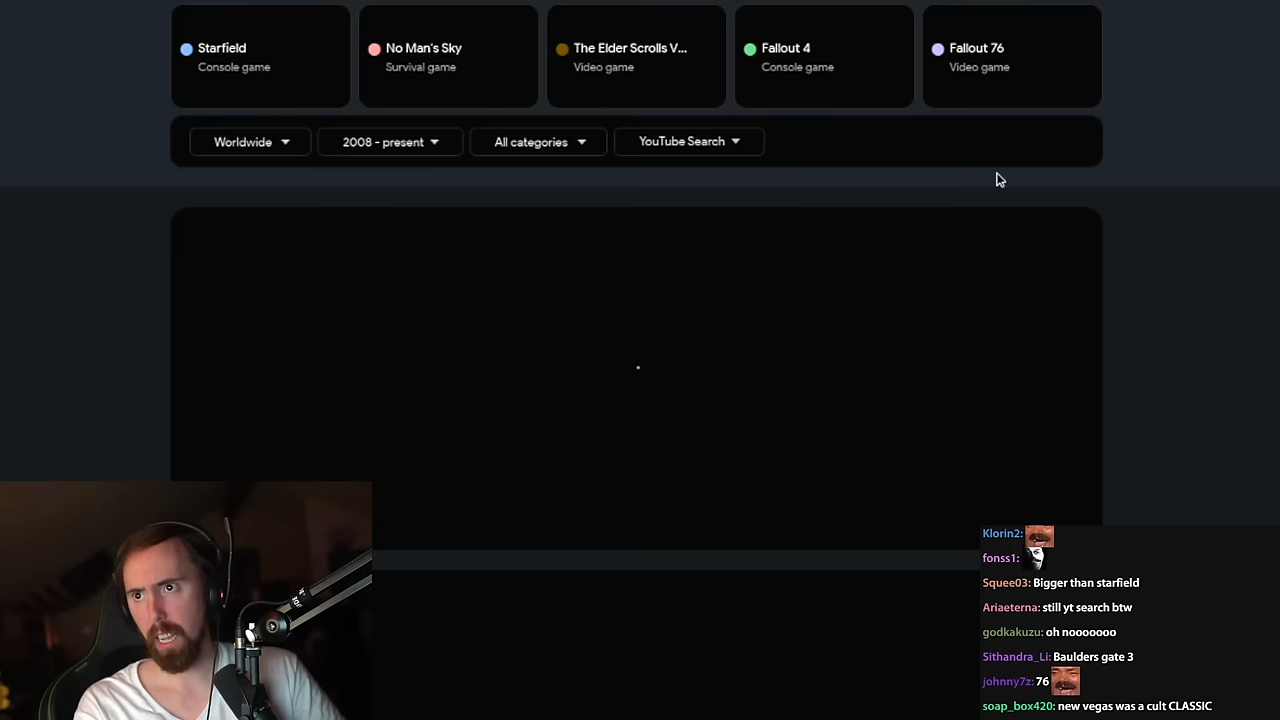 Starfield
Console game
No Man's Sky
Survival game
The Elder Scrolls V...
Video game
Fallout 4
Console game
Fallout 76
Video game
Worldwide
2008 - present
All categories
YouTube Search
Klorin2:
fonss1:
Squee03: Bigger than starfield
Ariaeterna: still yt search btw
godkakuzu: oh nooooooo
Sithandra_Li: Baulders gate 3
johnny7z: 76
soap_box420: new vegas was a cult CLASSIC